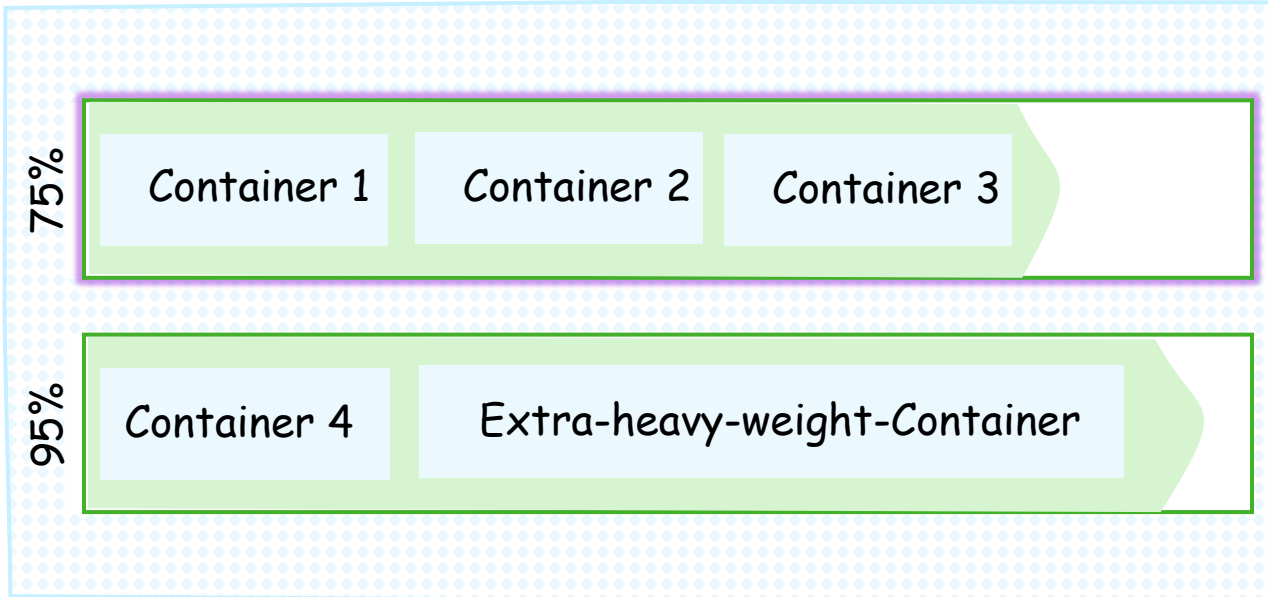 75%
Container 1
Container 2
Container 3
95%
Container 4
Extra-heavy-weight-Container